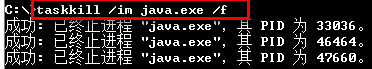 C:\>taskkill /im java.exe /f
成功: 已终止进程 "java.exe"，其 PID 为 33036。
成功: 已终止进程 "java.exe"，其 PID 为 46464。
成功: 已终止进程 "java.exe"，其 PID 为 47660。